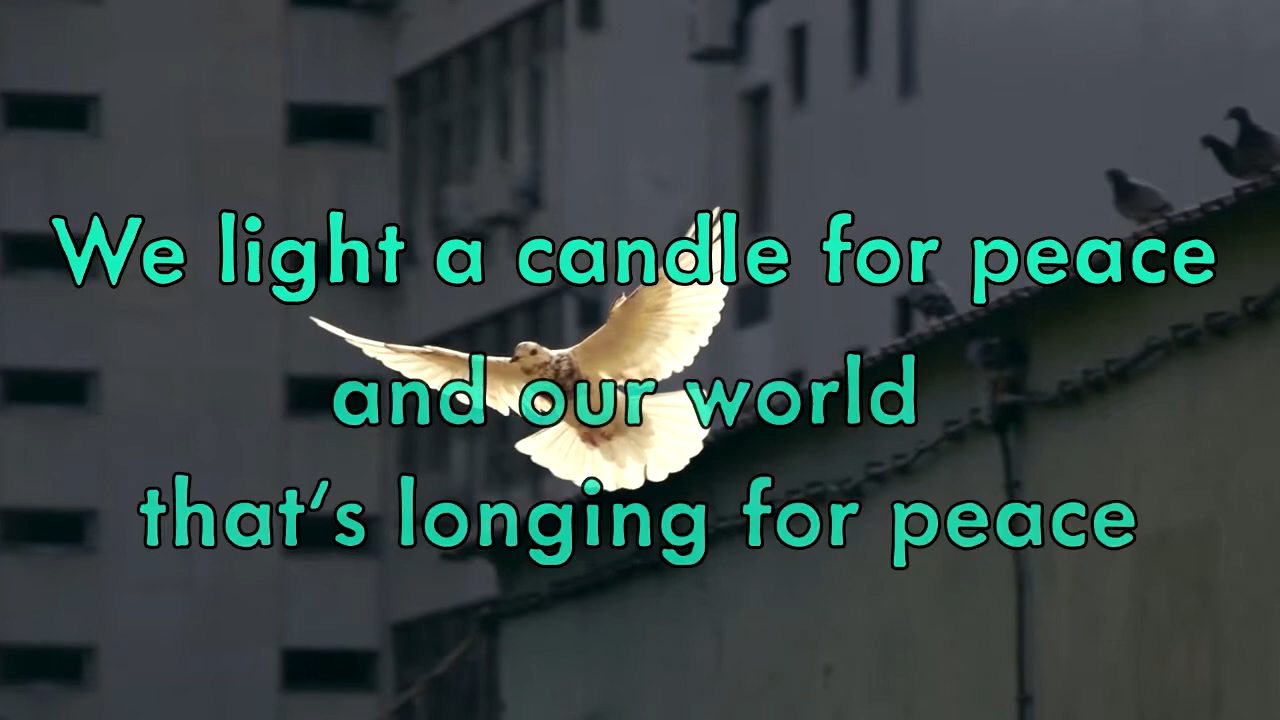 We light a candle for peace
and our world
that's longing for peace